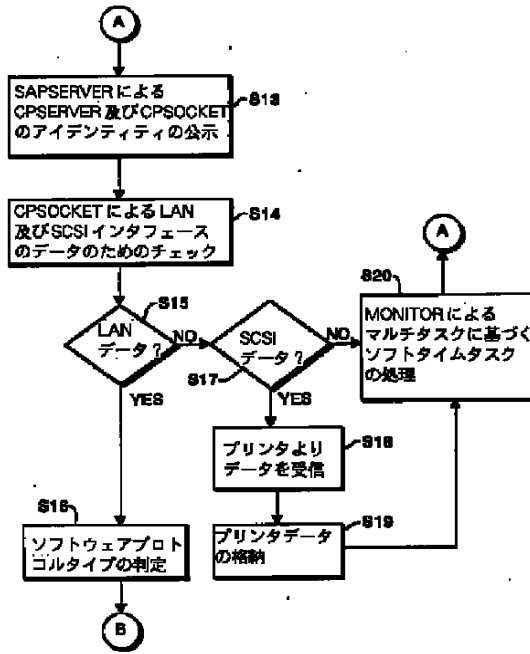 A
SAPSERVERによる
CPSERVER及びCPSOCKET
のアイデンティティの公示
S13
CPSOCKETによるLAN
及びSCSIインタフェース
のデータのためのチェック
S14
LAN
データ?
S15
NO
YES
SCSI
データ?
S17
NO
YES
A
S20
MONITORによる
マルチタスクに基づく
ソフトタイムタスク
の処理
プリンタより
データを受信
S18
プリンタデータ
の格納
S19
S16
ソフトウェアプロト
コルタイプの判定
B